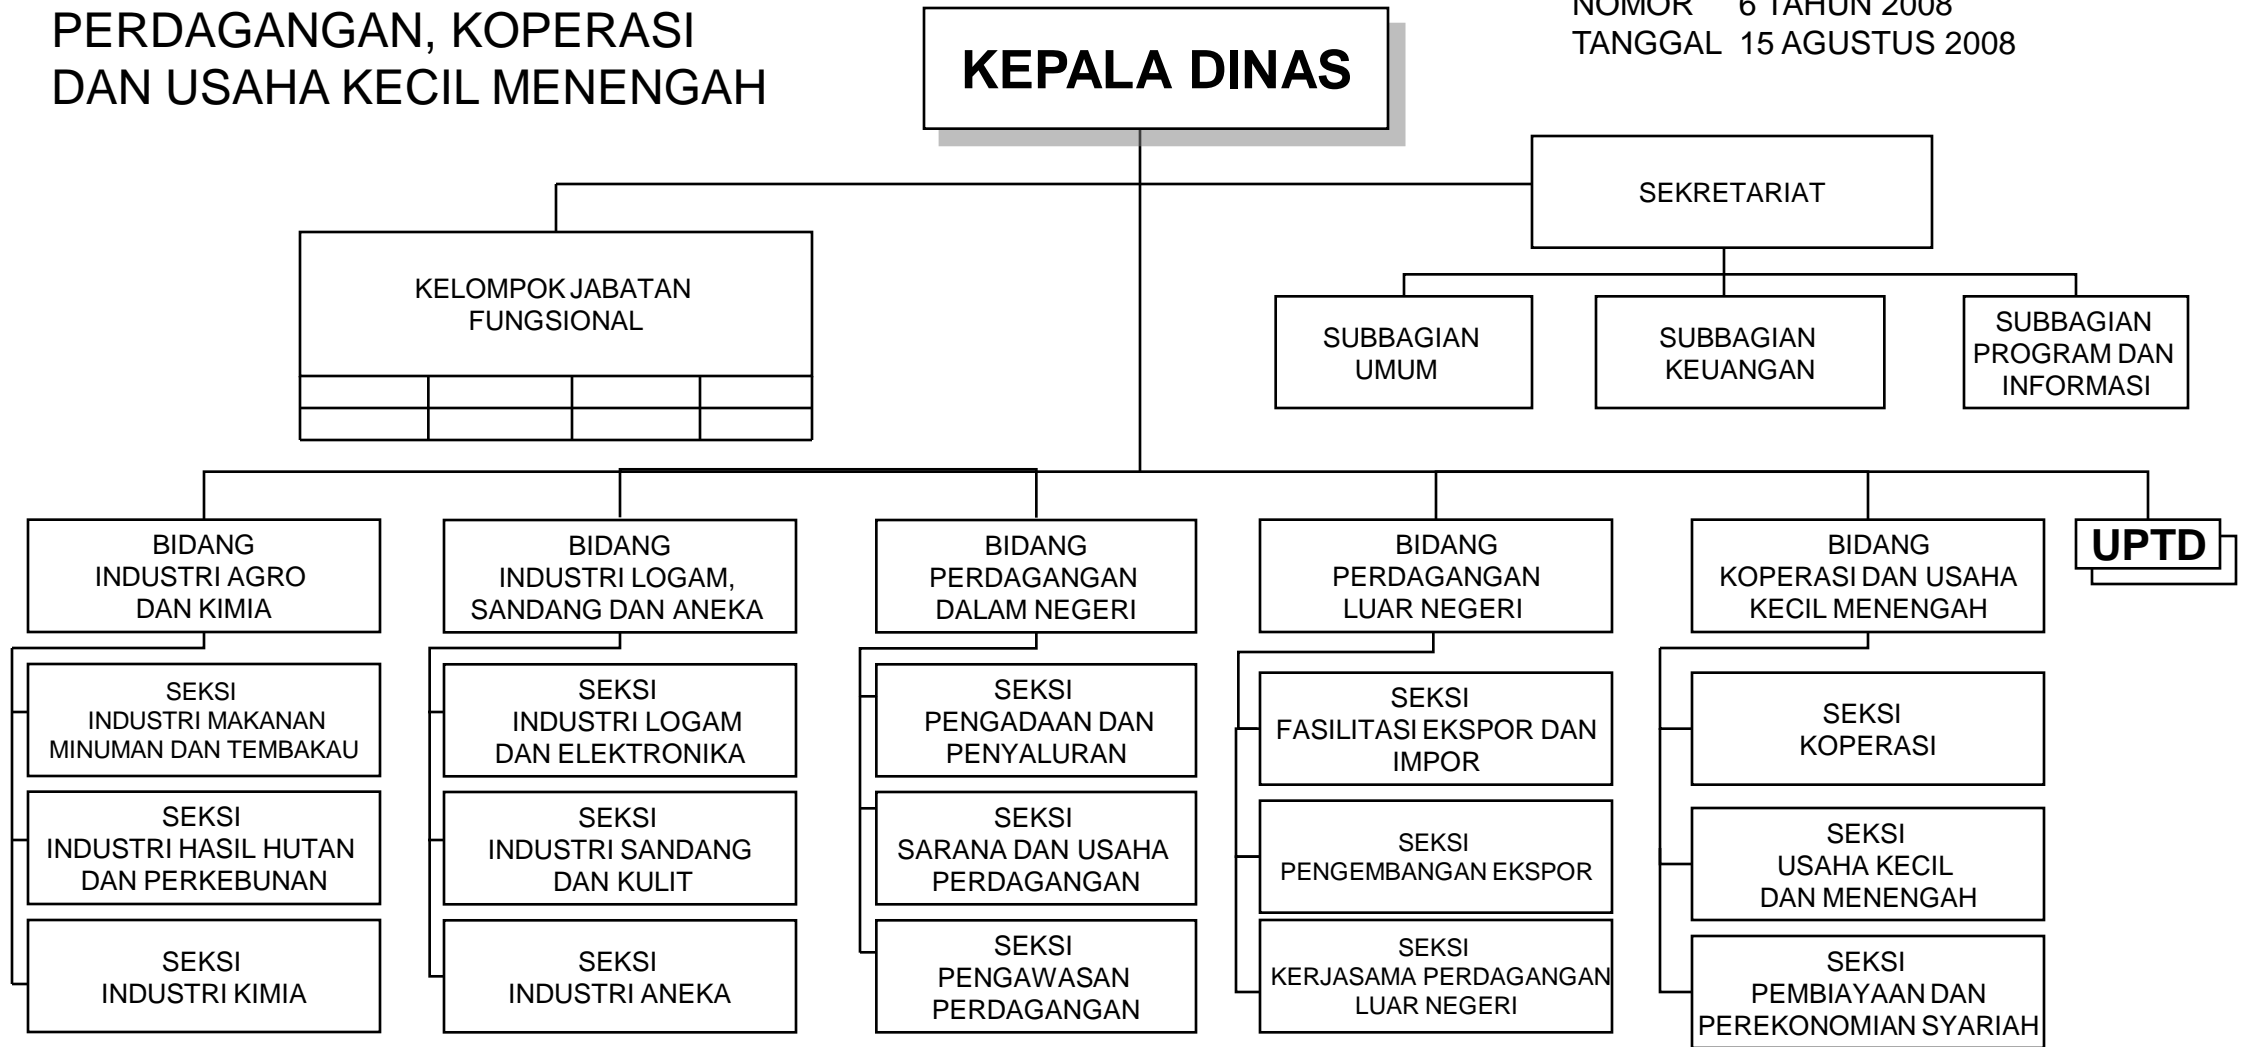 PERDAGANGAN, KOPERASI
DAN USAHA KECIL MENENGAH
KEPALA DINAS
NOMOR 6 TAHUN 2008
TANGGAL 15 AGUSTUS 2008
SEKRETARIAT
KELOMPOK JABATAN
FUNGSIONAL
SUBBAGIAN
UMUM
SUBBAGIAN
KEUANGAN
SUBBAGIAN
PROGRAM DAN
INFORMASI
BIDANG
INDUSTRI AGRO
DAN KIMIA
BIDANG
INDUSTRI LOGAM,
SANDANG DAN ANEKA
BIDANG
PERDAGANGAN
DALAM NEGERI
BIDANG
PERDAGANGAN
LUAR NEGERI
BIDANG
KOPERASI DAN USAHA
KECIL MENENGAH
UPTD
SEKSI
INDUSTRI MAKANAN
MINUMAN DAN TEMBAKAU
SEKSI
INDUSTRI LOGAM
DAN ELEKTRONIKA
SEKSI
PENGADAAN DAN
PENYALURAN
SEKSI
FASILITASI EKSPOR DAN
IMPOR
SEKSI
KOPERASI
SEKSI
INDUSTRI HASIL HUTAN
DAN PERKEBUNAN
SEKSI
INDUSTRI SANDANG
DAN KULIT
SEKSI
SARANA DAN USAHA
PERDAGANGAN
SEKSI
PENGEMBANGAN EKSPOR
SEKSI
USAHA KECIL
DAN MENENGAH
SEKSI
INDUSTRI KIMIA
SEKSI
INDUSTRI ANEKA
SEKSI
PENGAWASAN
PERDAGANGAN
SEKSI
KERJASAMA PERDAGANGAN
LUAR NEGERI
SEKSI
PEMBIAYAAN DAN
PEREKONOMIAN SYARIAH